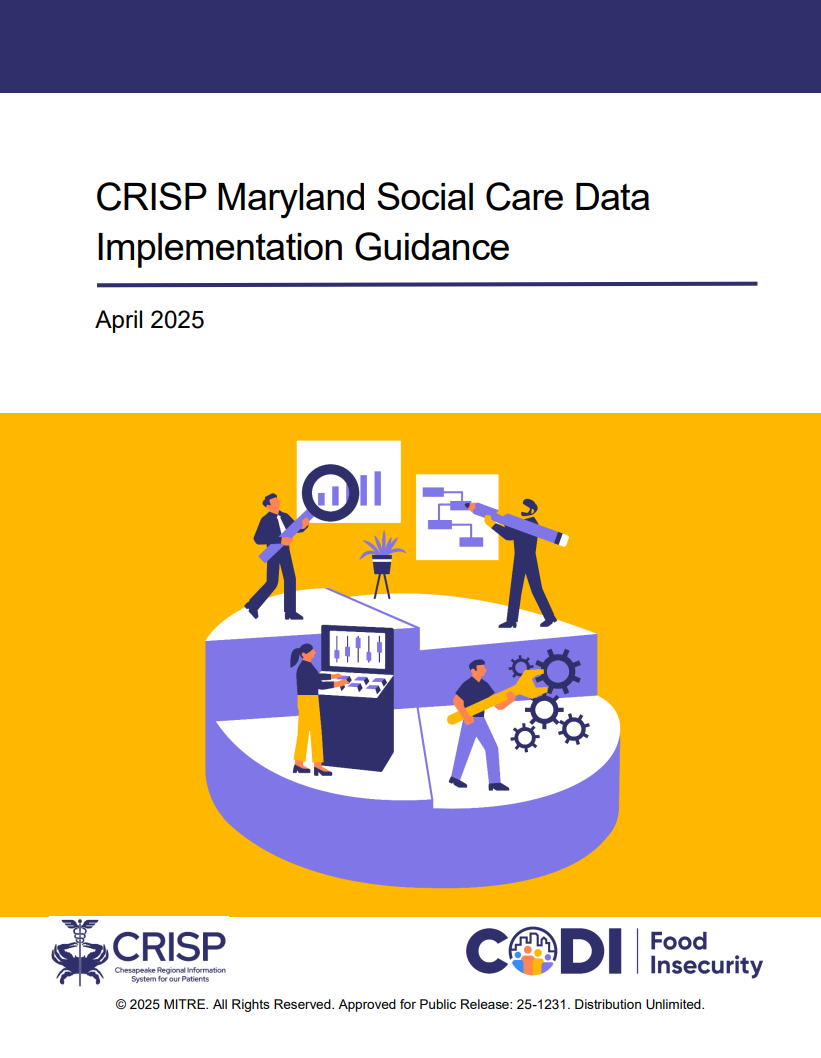 CRISP Maryland Social Care Data
Implementation Guidance
April 2025
CRISP
Chesapeake Regional Information
System for our Patients
CODI
Food
Insecurity
© 2025 MITRE. All Rights Reserved. Approved for Public Release: 25-1231. Distribution Unlimited.